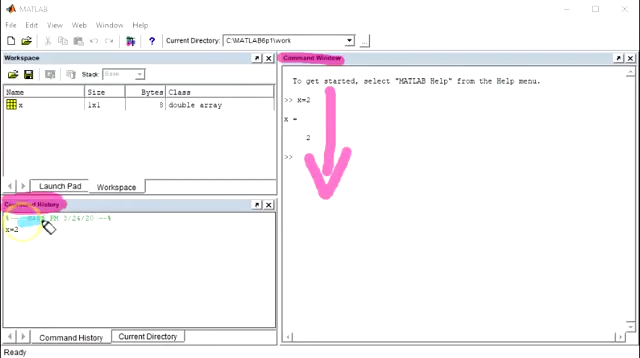 MATLAB
File Edit View Web Window Help
Current Directory: C:\MATLAB6p1\work
Workspace
Stack: Base
Name Size Bytes Class
x 1x1 8 double array
Launch Pad Workspace
Command History
PM 3/24/20 --%
x=2
Command History Current Directory
Command Window
To get started, select "MATLAB Help" from the Help menu.
>> x=2
x =
2
>>
Ready